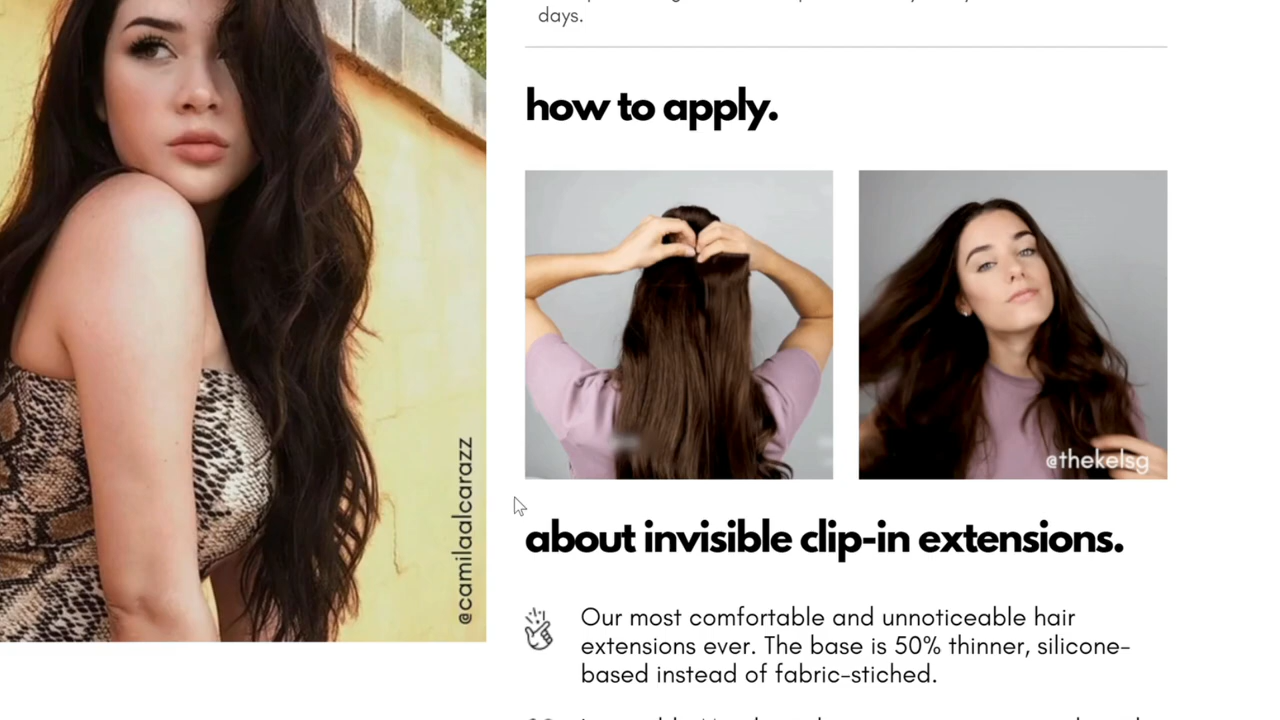 days.
how to apply.
@camilaalcarazz
@thekelsg
about invisible clip-in extensions.
Our most comfortable and unnoticeable hair
extensions ever. The base is 50% thinner, silicone-
based instead of fabric-stiched.